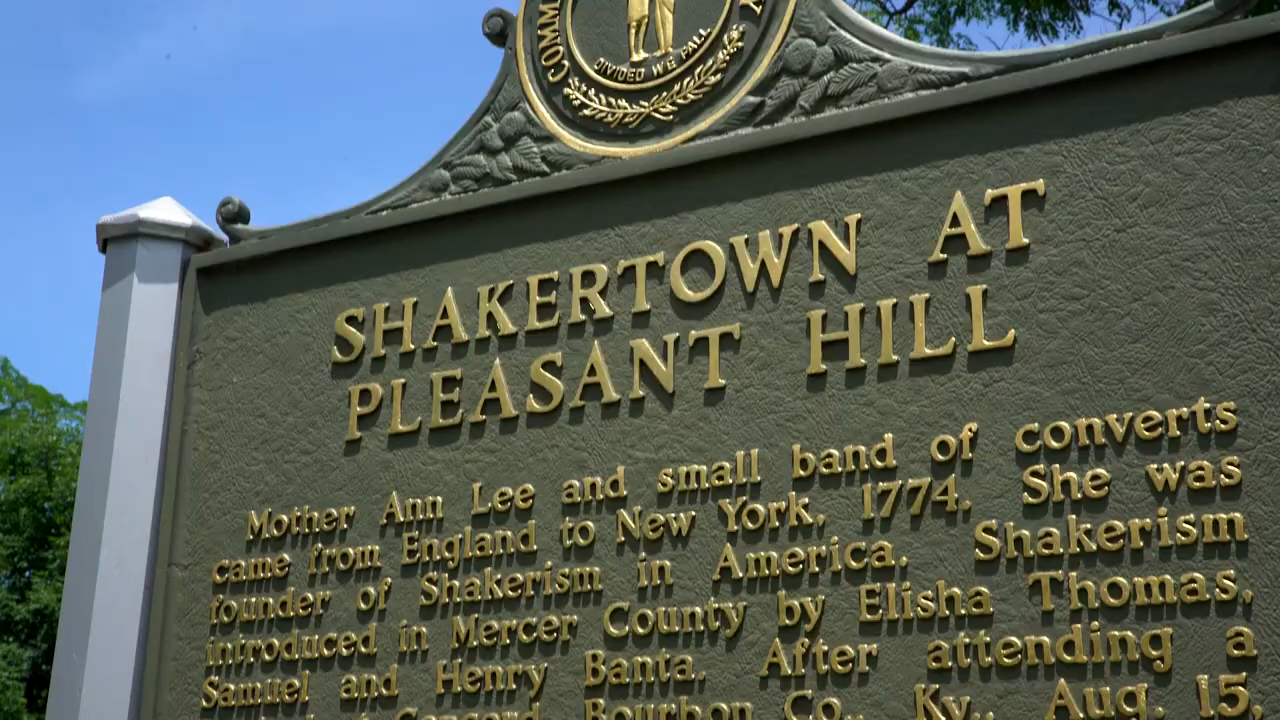 COMM
DIVIDED WE FALL
SHAKERTOWN AT
PLEASANT HILL
Mother Ann Lee and small band of converts
came from England to New York, 1774. She was
founder of Shakerism in America. Shakerism
introduced in Mercer County by Elisha Thomas,
Samuel and Henry Banta. After attending a
Concord, Bourbon Co., Ky., Aug. 15,